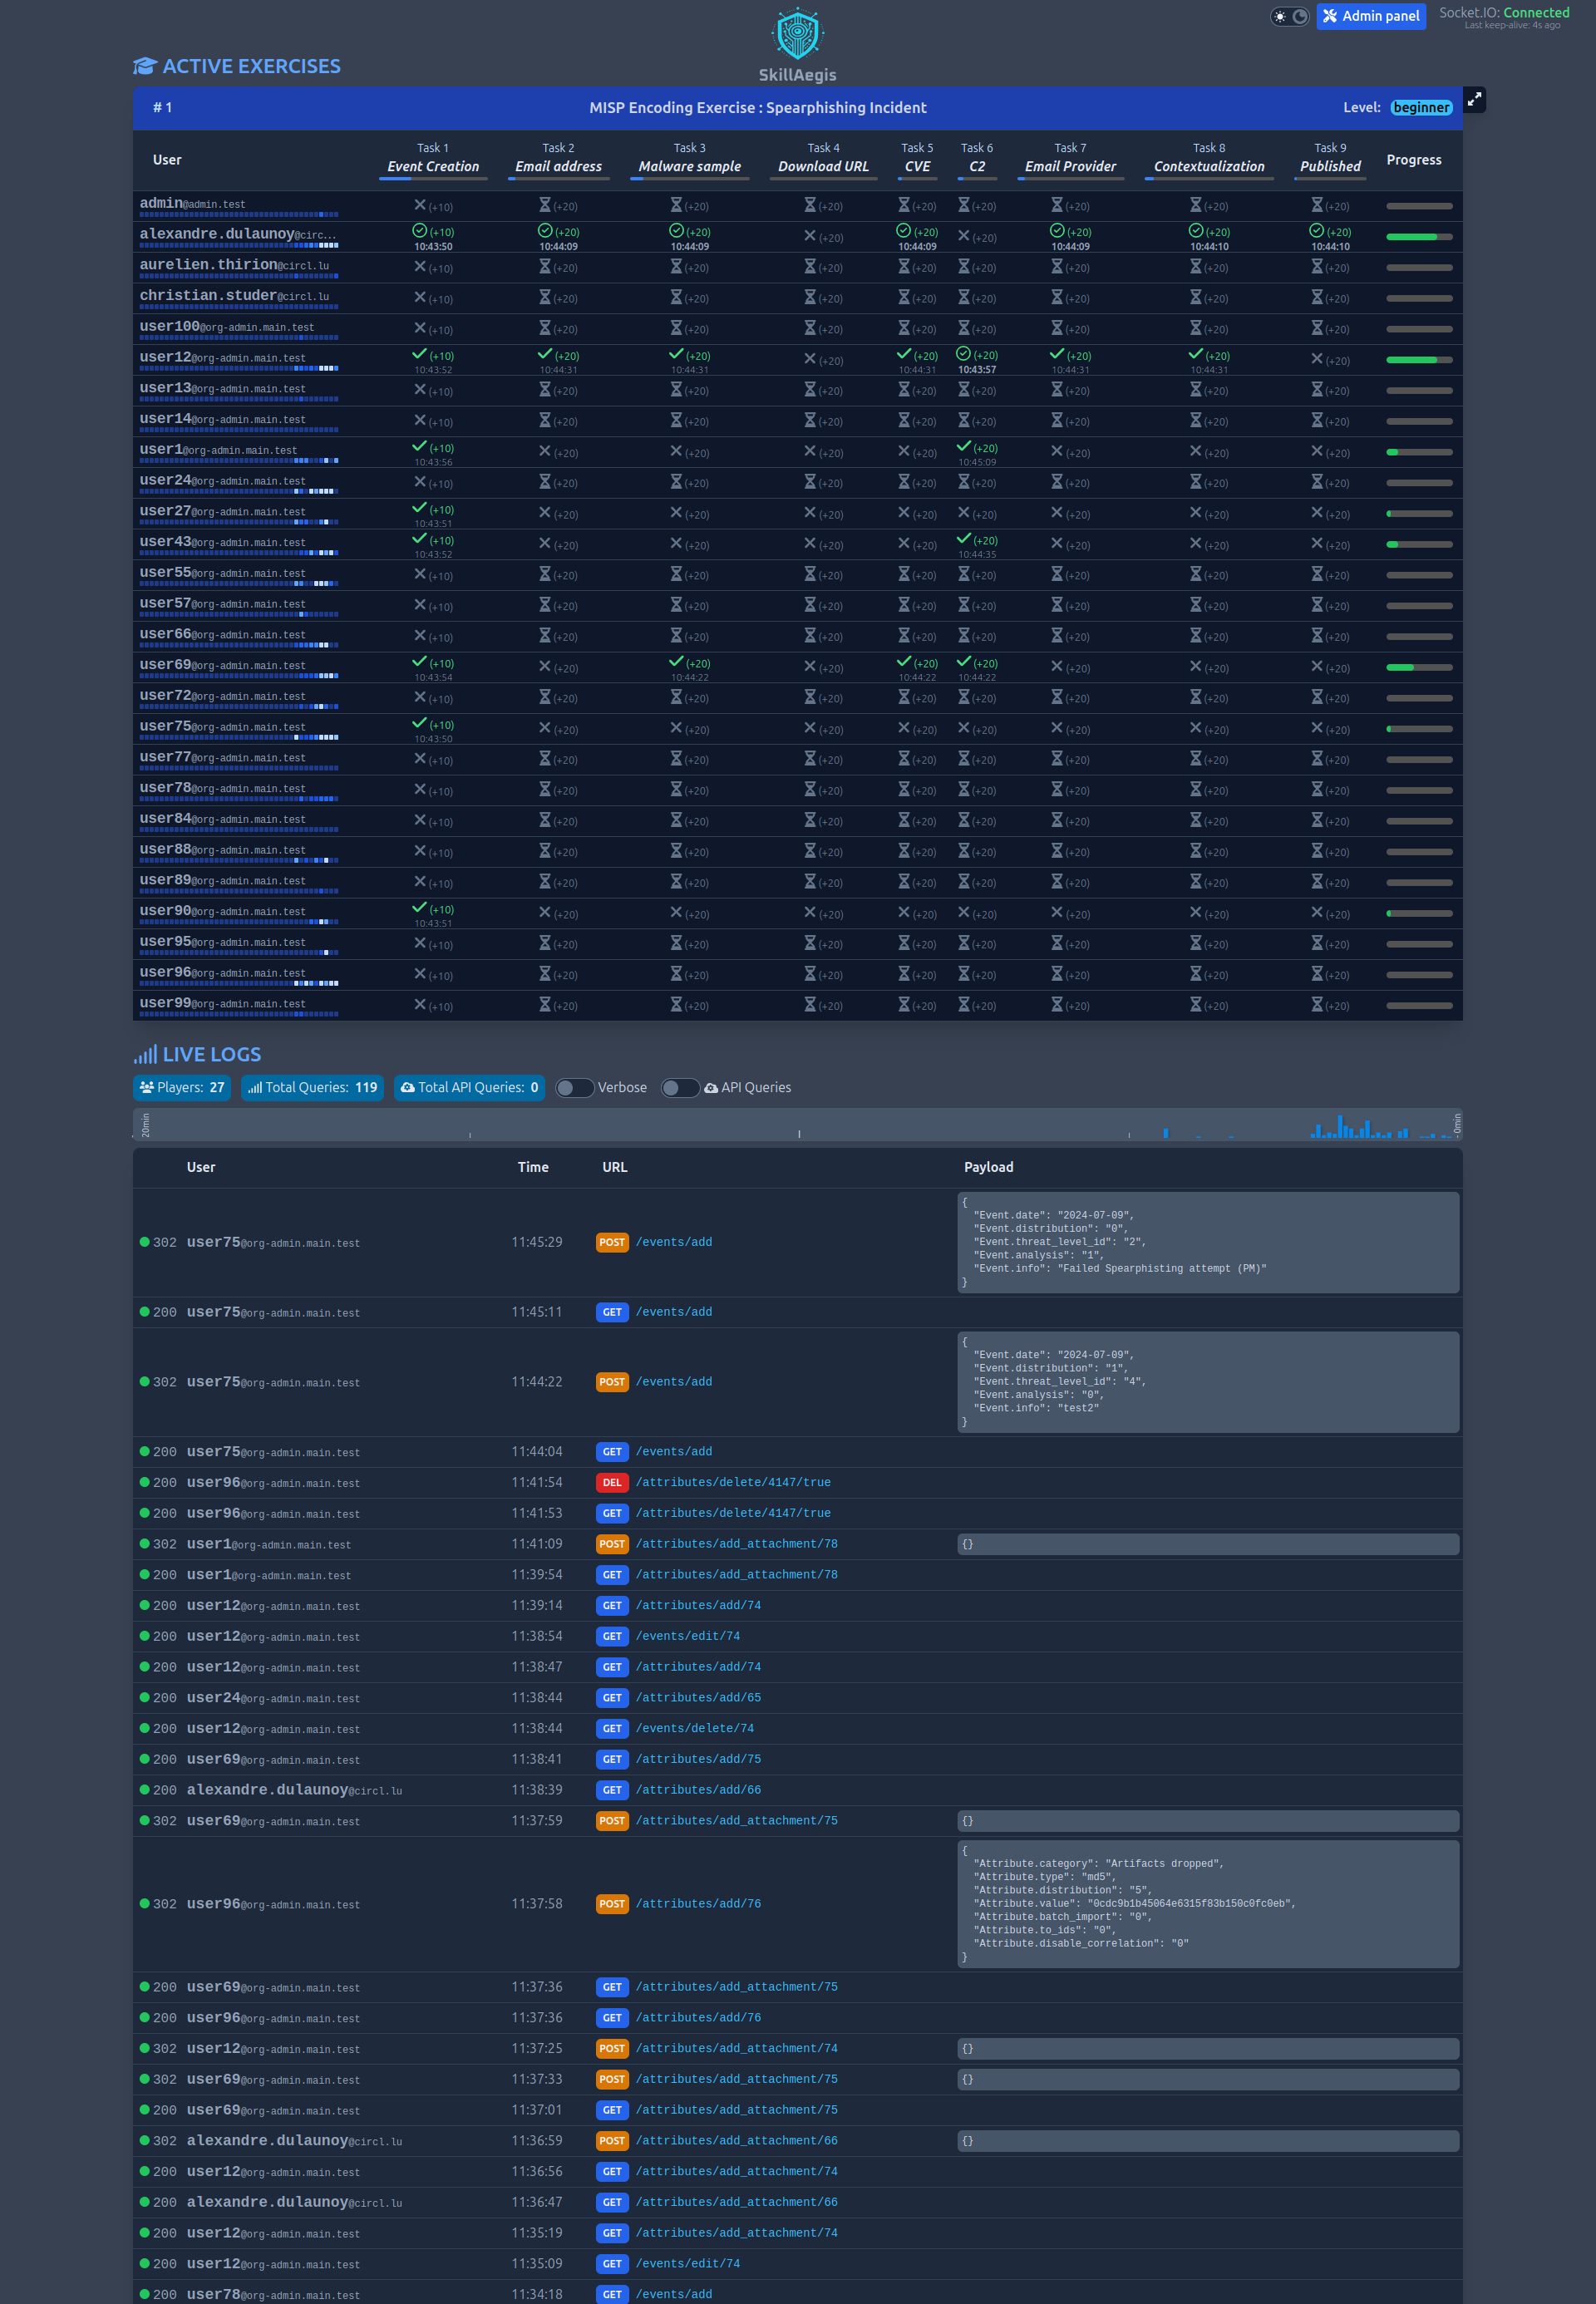 Admin panel
Socket.IO: Connected
Last keep-alive: 4s ago
SkillAegis
ACTIVE EXERCISES
# 1 MISP Encoding Exercise : Spearphishing Incident Level: beginner
User Task 1 Task 2 Task 3 Task 4 Task 5 Task 6 Task 7 Task 8 Task 9 Progress
Event Creation Email address Malware sample Download URL CVE C2 Email Provider Contextualization Published
admin@admin.test (+10) (+20) (+20) (+20) (+20) (+20) (+20) (+20) (+20)
alexandre.dulaunoy@circ... (+10) (+20) (+20) (+20) (+20) (+20) (+20) (+20) (+20)
10:43:50 10:44:09 10:44:09 10:44:09 10:44:09 10:44:10 10:44:10
aurelien.thirion@circl.lu (+10) (+20) (+20) (+20) (+20) (+20) (+20) (+20) (+20)
christian.studer@circl.lu (+10) (+20) (+20) (+20) (+20) (+20) (+20) (+20) (+20)
user100@org-admin.main.test (+10) (+20) (+20) (+20) (+20) (+20) (+20) (+20) (+20)
user12@org-admin.main.test (+10) (+20) (+20) (+20) (+20) (+20) (+20) (+20) (+20)
10:43:52 10:44:31 10:44:31 10:44:31 10:43:57 10:44:31 10:44:31
user13@org-admin.main.test (+10) (+20) (+20) (+20) (+20) (+20) (+20) (+20) (+20)
user14@org-admin.main.test (+10) (+20) (+20) (+20) (+20) (+20) (+20) (+20) (+20)
user1@org-admin.main.test (+10) (+20) (+20) (+20) (+20) (+20) (+20) (+20) (+20)
10:43:56 10:45:09
user24@org-admin.main.test (+10) (+20) (+20) (+20) (+20) (+20) (+20) (+20) (+20)
user27@org-admin.main.test (+10) (+20) (+20) (+20) (+20) (+20) (+20) (+20) (+20)
10:43:51
user43@org-admin.main.test (+10) (+20) (+20) (+20) (+20) (+20) (+20) (+20) (+20)
10:43:52 10:44:35
user55@org-admin.main.test (+10) (+20) (+20) (+20) (+20) (+20) (+20) (+20) (+20)
user57@org-admin.main.test (+10) (+20) (+20) (+20) (+20) (+20) (+20) (+20) (+20)
user66@org-admin.main.test (+10) (+20) (+20) (+20) (+20) (+20) (+20) (+20) (+20)
user69@org-admin.main.test (+10) (+20) (+20) (+20) (+20) (+20) (+20) (+20) (+20)
10:43:54 10:44:22 10:44:22 10:44:22
user72@org-admin.main.test (+10) (+20) (+20) (+20) (+20) (+20) (+20) (+20) (+20)
user75@org-admin.main.test (+10) (+20) (+20) (+20) (+20) (+20) (+20) (+20) (+20)
10:43:50
user77@org-admin.main.test (+10) (+20) (+20) (+20) (+20) (+20) (+20) (+20) (+20)
user78@org-admin.main.test (+10) (+20) (+20) (+20) (+20) (+20) (+20) (+20) (+20)
user84@org-admin.main.test (+10) (+20) (+20) (+20) (+20) (+20) (+20) (+20) (+20)
user88@org-admin.main.test (+10) (+20) (+20) (+20) (+20) (+20) (+20) (+20) (+20)
user89@org-admin.main.test (+10) (+20) (+20) (+20) (+20) (+20) (+20) (+20) (+20)
user90@org-admin.main.test (+10) (+20) (+20) (+20) (+20) (+20) (+20) (+20) (+20)
10:43:51
user95@org-admin.main.test (+10) (+20) (+20) (+20) (+20) (+20) (+20) (+20) (+20)
user96@org-admin.main.test (+10) (+20) (+20) (+20) (+20) (+20) (+20) (+20) (+20)
user99@org-admin.main.test (+10) (+20) (+20) (+20) (+20) (+20) (+20) (+20) (+20)
LIVE LOGS
Players: 27 Total Queries: 119 Total API Queries: 0 Verbose API Queries
20min -0min
User Time URL Payload
302 user75@org-admin.main.test 11:45:29 POST /events/add
{
"Event.date": "2024-07-09",
"Event.distribution": "0",
"Event.threat_level_id": "2",
"Event.analysis": "1",
"Event.info": "Failed Spearphisting attempt (PM)"
}
200 user75@org-admin.main.test 11:45:11 GET /events/add
302 user75@org-admin.main.test 11:44:22 POST /events/add
{
"Event.date": "2024-07-09",
"Event.distribution": "1",
"Event.threat_level_id": "4",
"Event.analysis": "0",
"Event.info": "test2"
}
200 user75@org-admin.main.test 11:44:04 GET /events/add
200 user96@org-admin.main.test 11:41:54 DEL /attributes/delete/4147/true
200 user96@org-admin.main.test 11:41:53 GET /attributes/delete/4147/true
302 user1@org-admin.main.test 11:41:09 POST /attributes/add_attachment/78 {}
200 user1@org-admin.main.test 11:39:54 GET /attributes/add_attachment/78
200 user12@org-admin.main.test 11:39:14 GET /attributes/add/74
200 user12@org-admin.main.test 11:38:54 GET /events/edit/74
200 user12@org-admin.main.test 11:38:47 GET /attributes/add/74
200 user24@org-admin.main.test 11:38:44 GET /attributes/add/65
200 user12@org-admin.main.test 11:38:44 GET /events/delete/74
200 user69@org-admin.main.test 11:38:41 GET /attributes/add/75
200 alexandre.dulaunoy@circl.lu 11:38:39 GET /attributes/add/66
302 user69@org-admin.main.test 11:37:59 POST /attributes/add_attachment/75 {}
302 user96@org-admin.main.test 11:37:58 POST /attributes/add/76
{
"Attribute.category": "Artifacts dropped",
"Attribute.type": "md5",
"Attribute.distribution": "5",
"Attribute.value": "0cdc9b1b45064e6315f83b150c0fc0eb",
"Attribute.batch_import": "0",
"Attribute.to_ids": "0",
"Attribute.disable_correlation": "0"
}
200 user69@org-admin.main.test 11:37:36 GET /attributes/add_attachment/75
200 user96@org-admin.main.test 11:37:36 GET /attributes/add/76
302 user12@org-admin.main.test 11:37:25 POST /attributes/add_attachment/74 {}
302 user69@org-admin.main.test 11:37:33 POST /attributes/add_attachment/75 {}
200 user69@org-admin.main.test 11:37:01 GET /attributes/add_attachment/75
302 alexandre.dulaunoy@circl.lu 11:36:59 POST /attributes/add_attachment/66 {}
200 user12@org-admin.main.test 11:36:56 GET /attributes/add_attachment/74
200 alexandre.dulaunoy@circl.lu 11:36:47 GET /attributes/add_attachment/66
200 user12@org-admin.main.test 11:35:19 GET /attributes/add_attachment/74
200 user12@org-admin.main.test 11:35:09 GET /events/edit/74
200 user78@org-admin.main.test 11:34:18 GET /events/add